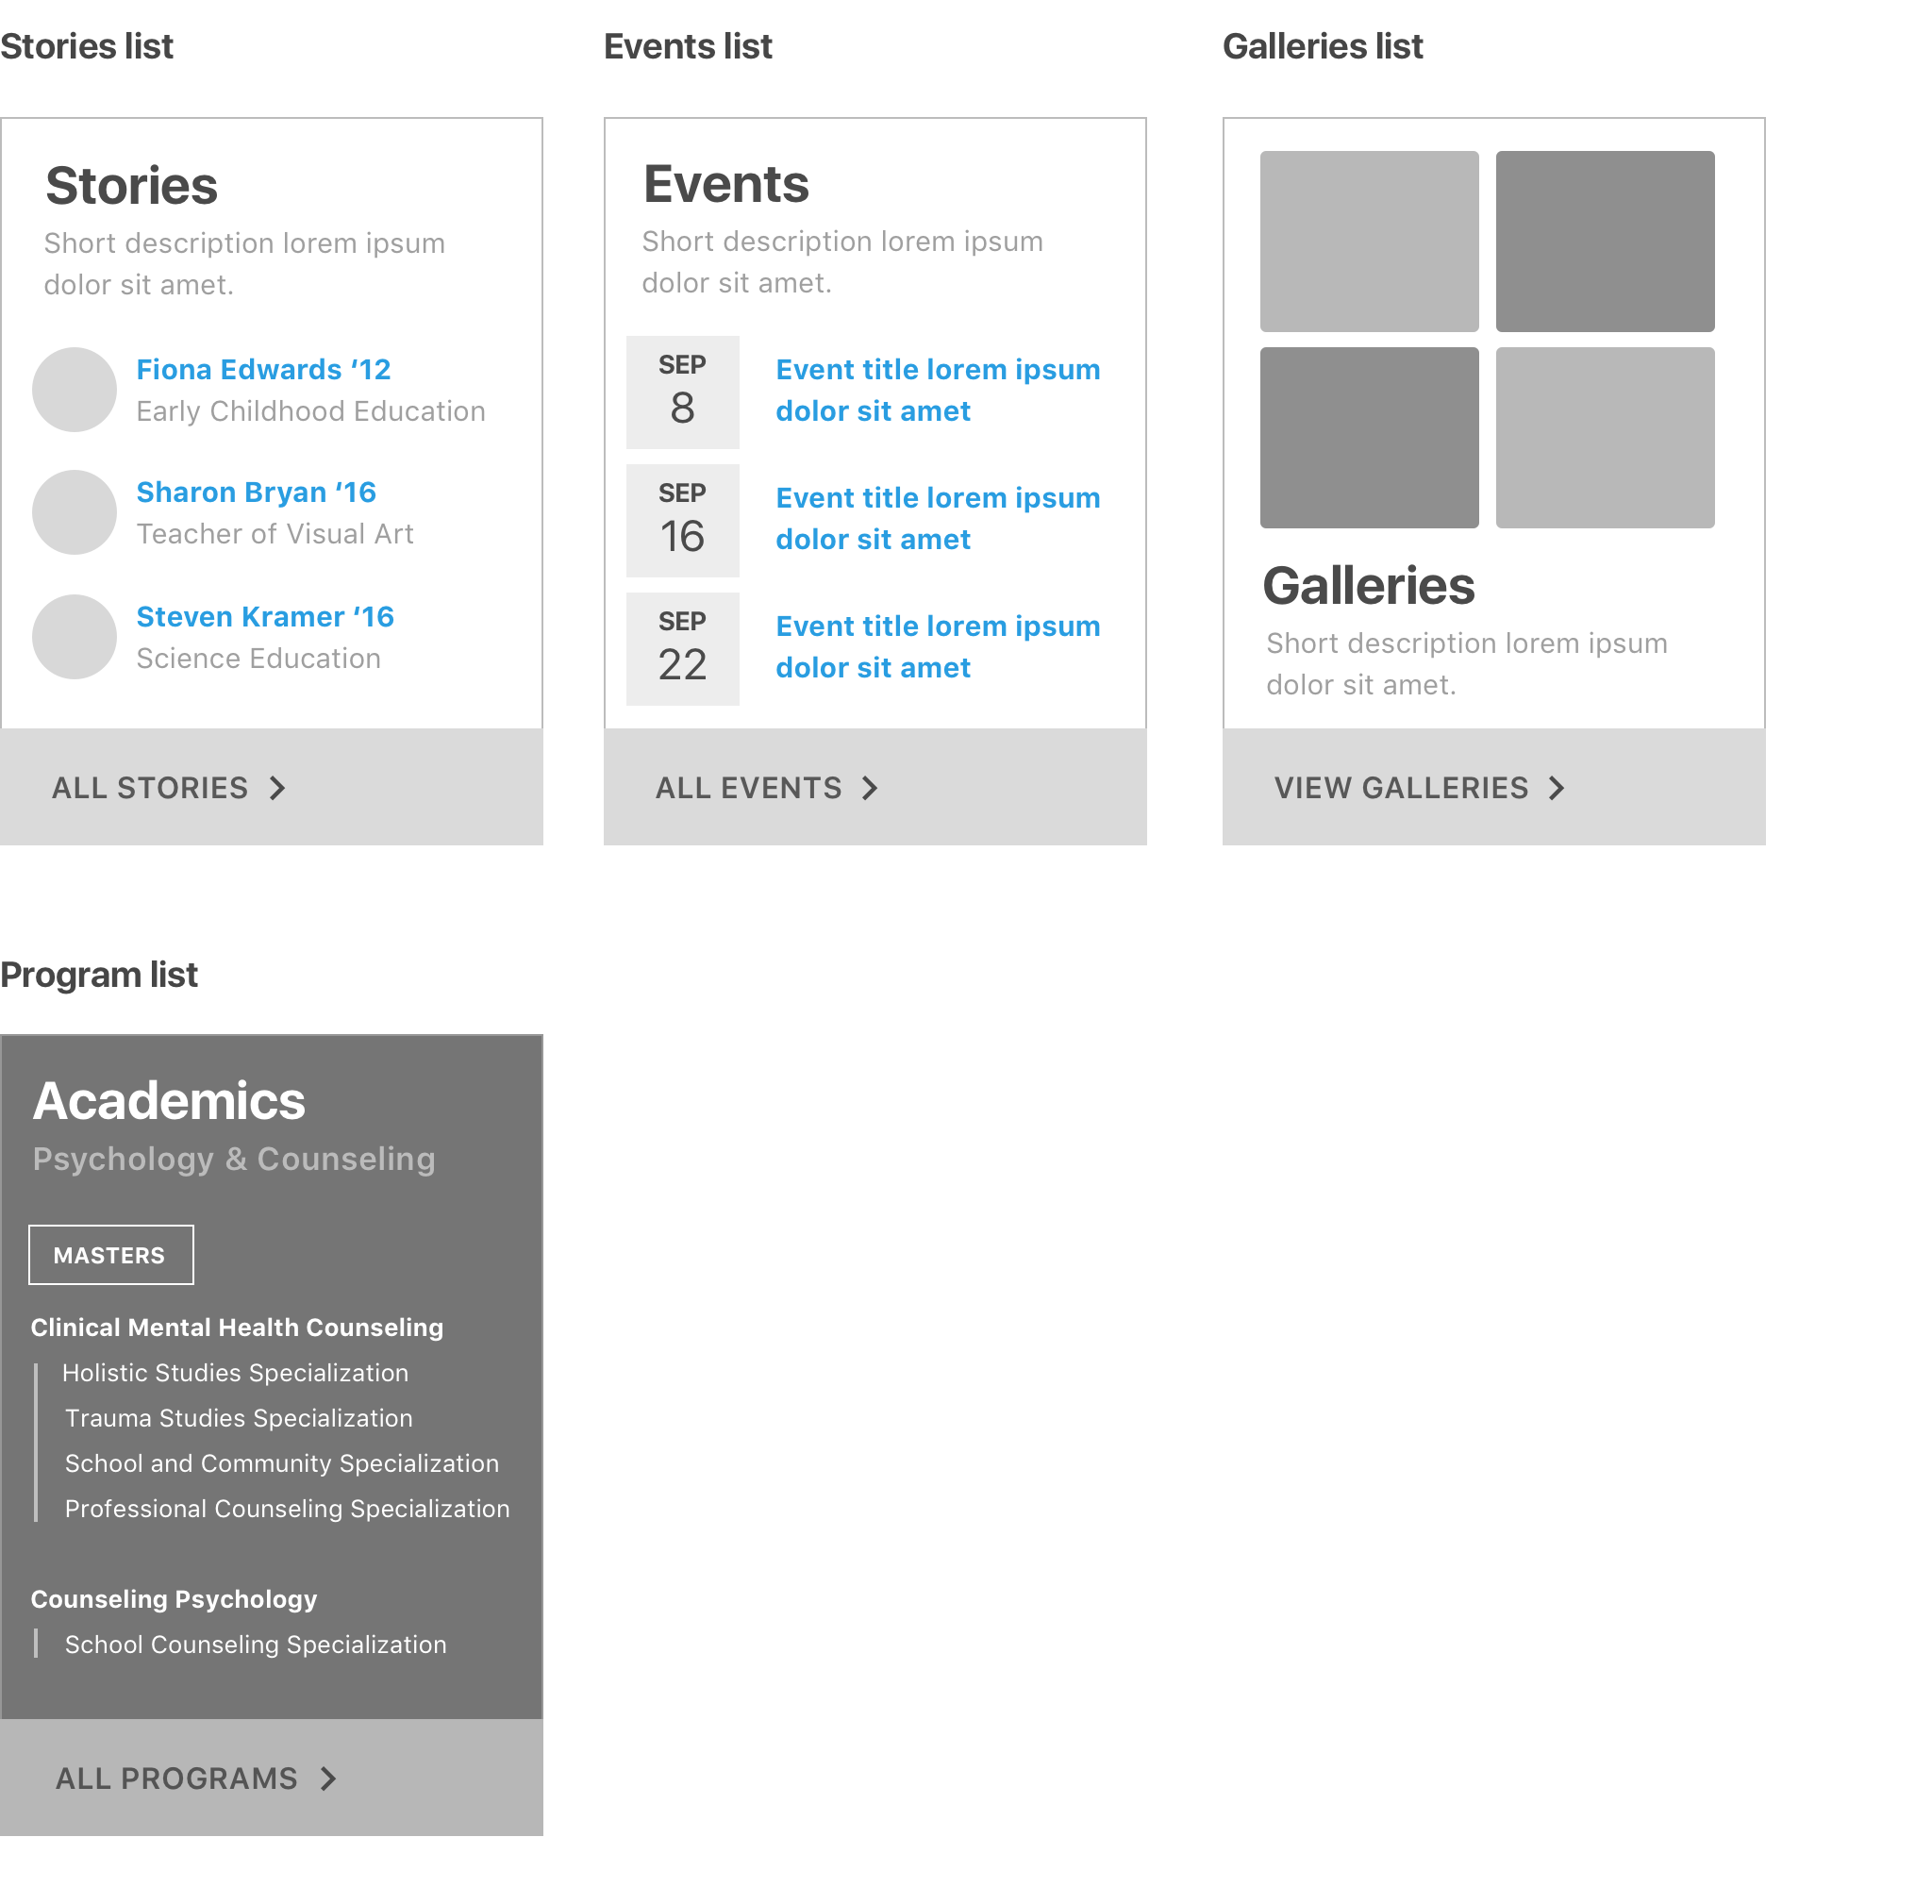 Stories list
Stories
Short description lorem ipsum
dolor sit amet.
Fiona Edwards ‘12
Early Childhood Education
Sharon Bryan ‘16
Teacher of Visual Art
Steven Kramer ‘16
Science Education
ALL STORIES
Events list
Events
Short description lorem ipsum
dolor sit amet.
SEP
8
Event title lorem ipsum
dolor sit amet
SEP
16
Event title lorem ipsum
dolor sit amet
SEP
22
Event title lorem ipsum
dolor sit amet
ALL EVENTS
Galleries list
Galleries
Short description lorem ipsum
dolor sit amet.
VIEW GALLERIES
Program list
Academics
Psychology & Counseling
MASTERS
Clinical Mental Health Counseling
Holistic Studies Specialization
Trauma Studies Specialization
School and Community Specialization
Professional Counseling Specialization
Counseling Psychology
School Counseling Specialization
ALL PROGRAMS